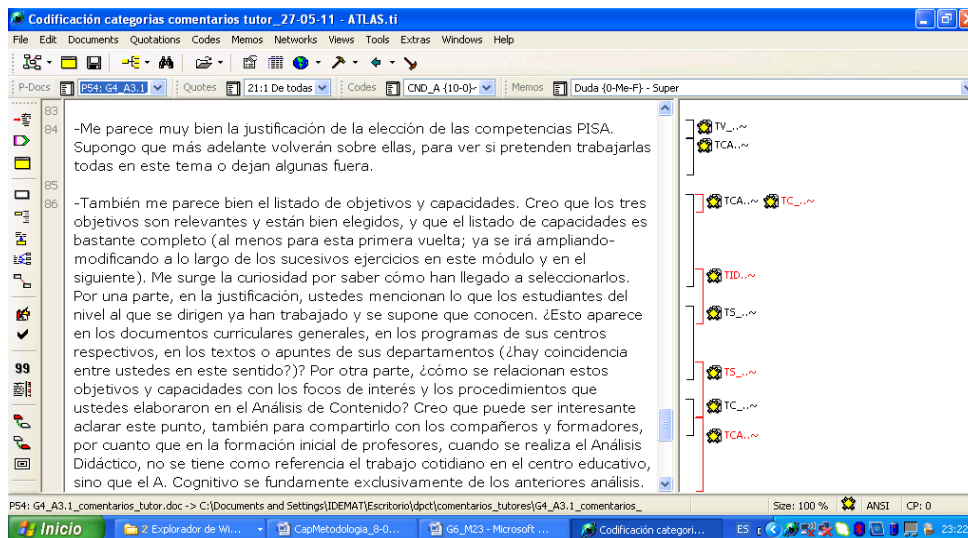 Codificación categorias comentarios tutor_27-05-11 - ATLAS.ti
File Edit Documents Quotations Codes Memos Networks Views Tools Extras Windows Help
P-Docs P54: G4_A3.1 Quotes 21:1 De todas Codes CND_A {10-0}- Memos Duda {0-Me-F} - Super
83
84 -Me parece muy bien la justificación de la elección de las competencias PISA.
Supongo que más adelante volverán sobre ellas, para ver si pretenden trabajarlas
todas en este tema o dejan algunas fuera.
85
86 -También me parece bien el listado de objetivos y capacidades. Creo que los tres
objetivos son relevantes y están bien elegidos, y que el listado de capacidades es
bastante completo (al menos para esta primera vuelta; ya se irá ampliando-
modificando a lo largo de los sucesivos ejercicios en este módulo y en el
siguiente). Me surge la curiosidad por saber cómo han llegado a seleccionarlos.
Por una parte, en la justificación, ustedes mencionan lo que los estudiantes del
nivel al que se dirigen ya han trabajado y se supone que conocen. ¿Esto aparece
en los documentos curriculares generales, en los programas de sus centros
respectivos, en los textos o apuntes de sus departamentos (¿hay coincidencia
entre ustedes en este sentido?)? Por otra parte, ¿cómo se relacionan estos
objetivos y capacidades con los focos de interés y los procedimientos que
ustedes elaboraron en el Análisis de Contenido? Creo que puede ser interesante
aclarar este punto, también para compartirlo con los compañeros y formadores,
por cuanto que en la formación inicial de profesores, cuando se realiza el Análisis
Didáctico, no se tiene como referencia el trabajo cotidiano en el centro educativo,
sino que el A. Cognitivo se fundamente exclusivamente de los anteriores análisis.
TV_..~
TCA..~
TCA..~ TC_..~
TID..~
TS_..~
TS_..~
TC_..~
TCA..~
99
P54: G4_A3.1_comentarios_tutor.doc -> C:\Documents and Settings\IDEMAT\Escritorio\dpct\comentarios_tutores\G4_A3.1_comentarios_ Size: 100 % ANSI CP: 0
Inicio 2 Explorador de Wi... CapMetodologia_8-0... G6_M23 - Microsoft ... Codificación categori... ES 23:22